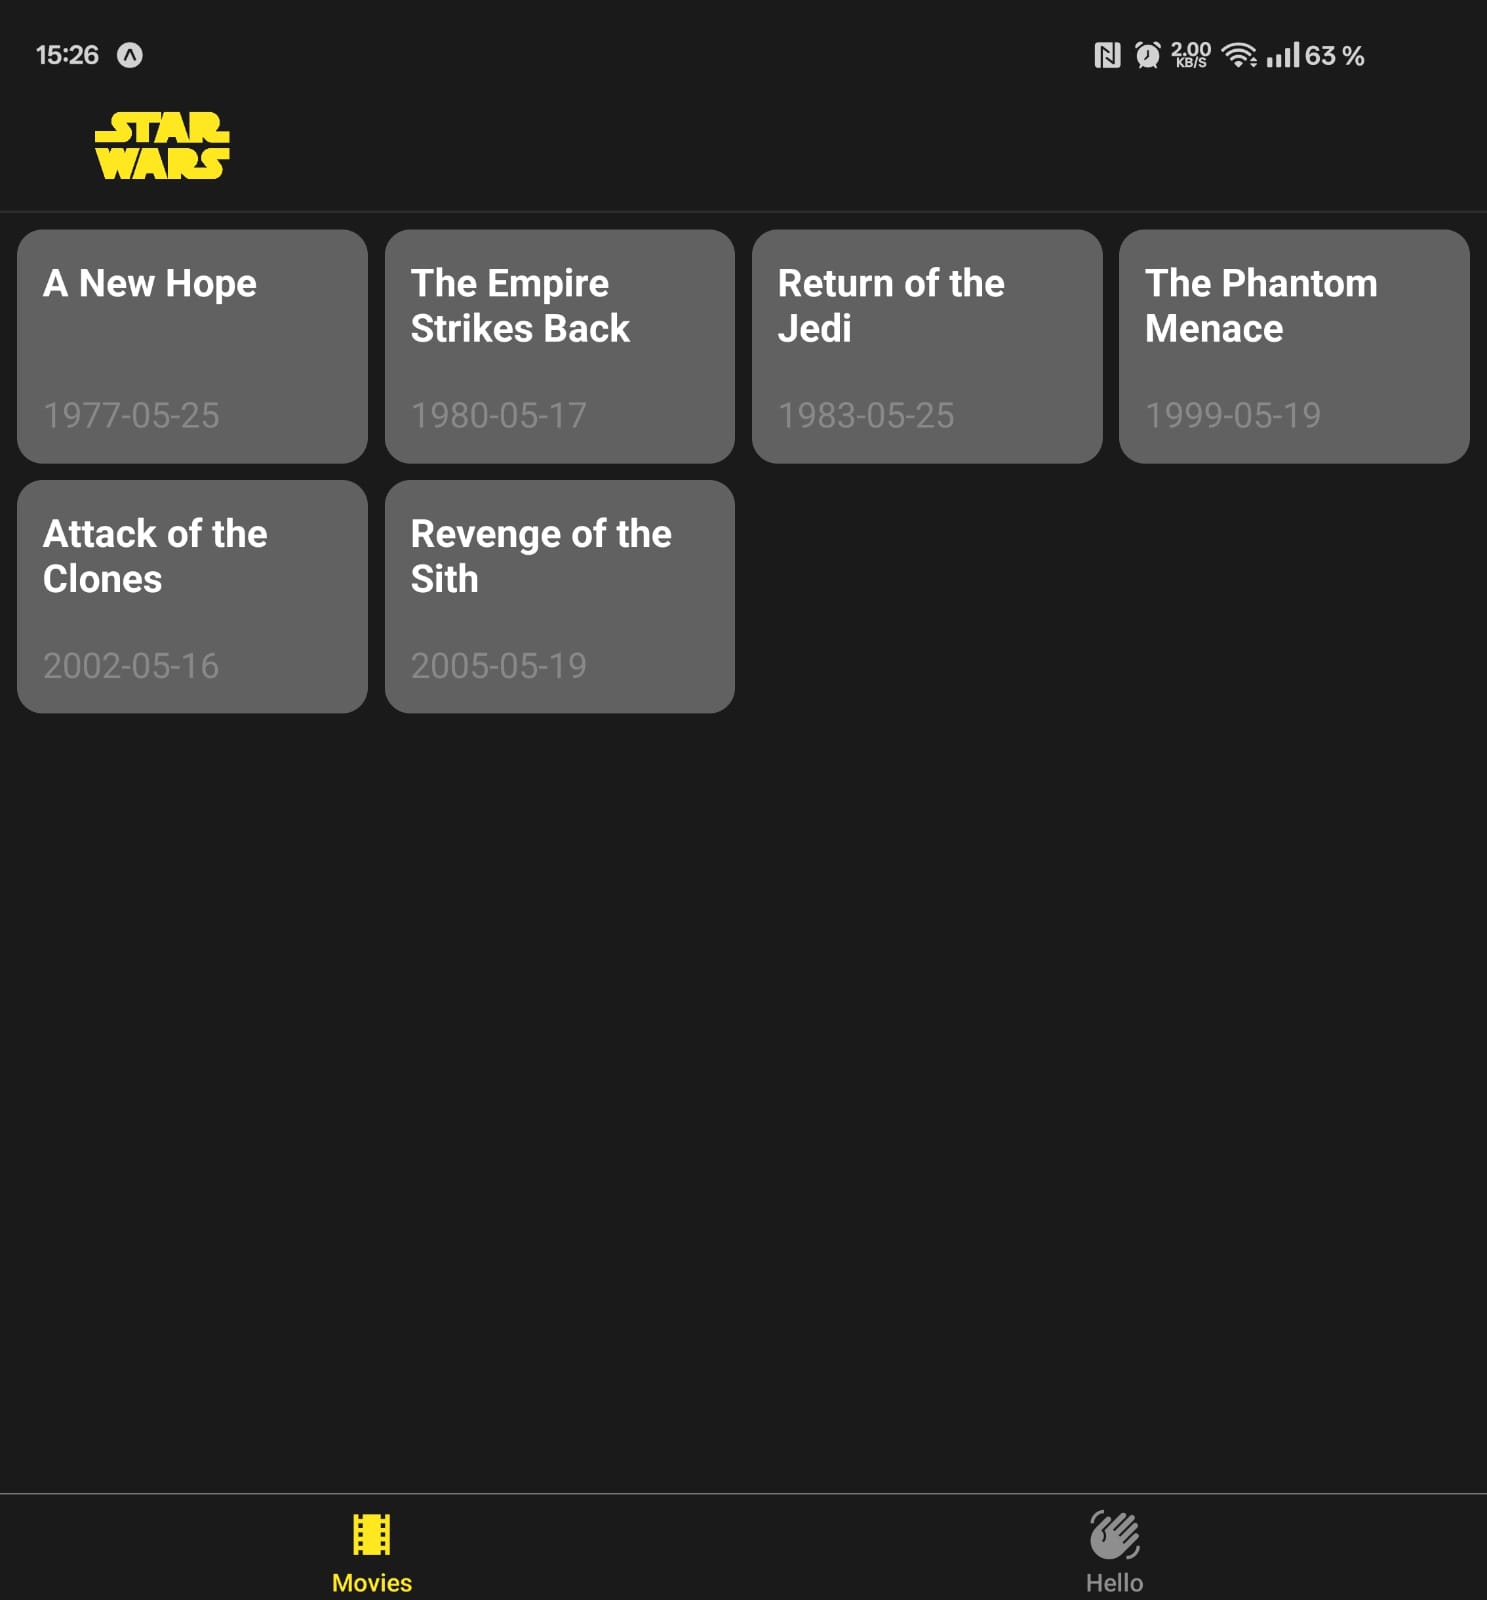 15:26
2.00
KB/S
63 %
STAR
WARS
A New Hope
1977-05-25
The Empire
Strikes Back
1980-05-17
Return of the
Jedi
1983-05-25
The Phantom
Menace
1999-05-19
Attack of the
Clones
2002-05-16
Revenge of the
Sith
2005-05-19
Movies
Hello